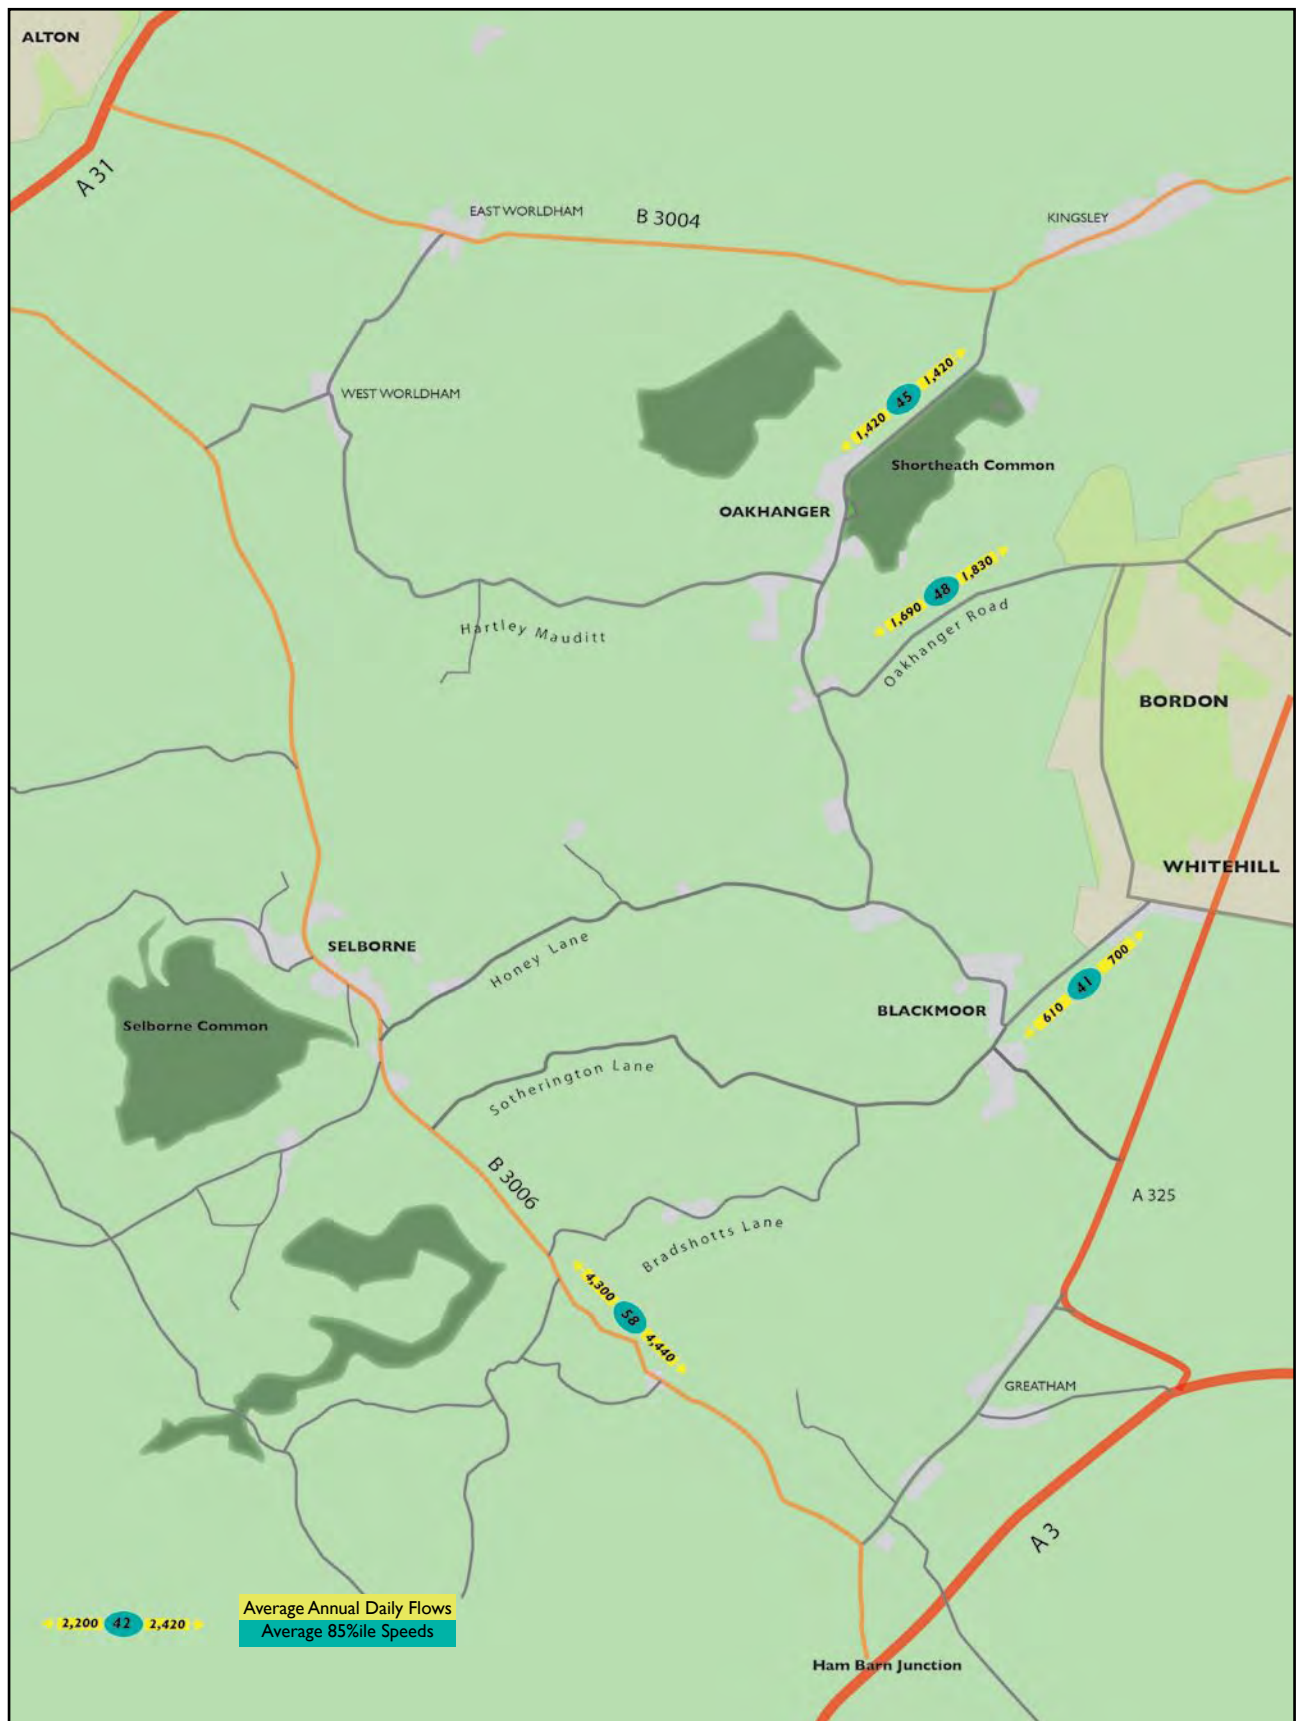 ALTON
A 31
EAST WORLDHAM
B 3004
KINGSLEY
WEST WORLDHAM
1,420 45 1,420
Shortheath Common
OAKHANGER
1,690 48 1,830
Oakhanger Road
Hartley Mauditt
BORDON
WHITEHILL
SELBORNE
Honey Lane
610 41 700
BLACKMOOR
Selborne Common
Sotherington Lane
B 3006
A 325
Bradshotts Lane
4,300 58 4,440
GREATHAM
A 3
2,200 42 2,420
Average Annual Daily Flows
Average 85%ile Speeds
Ham Barn Junction